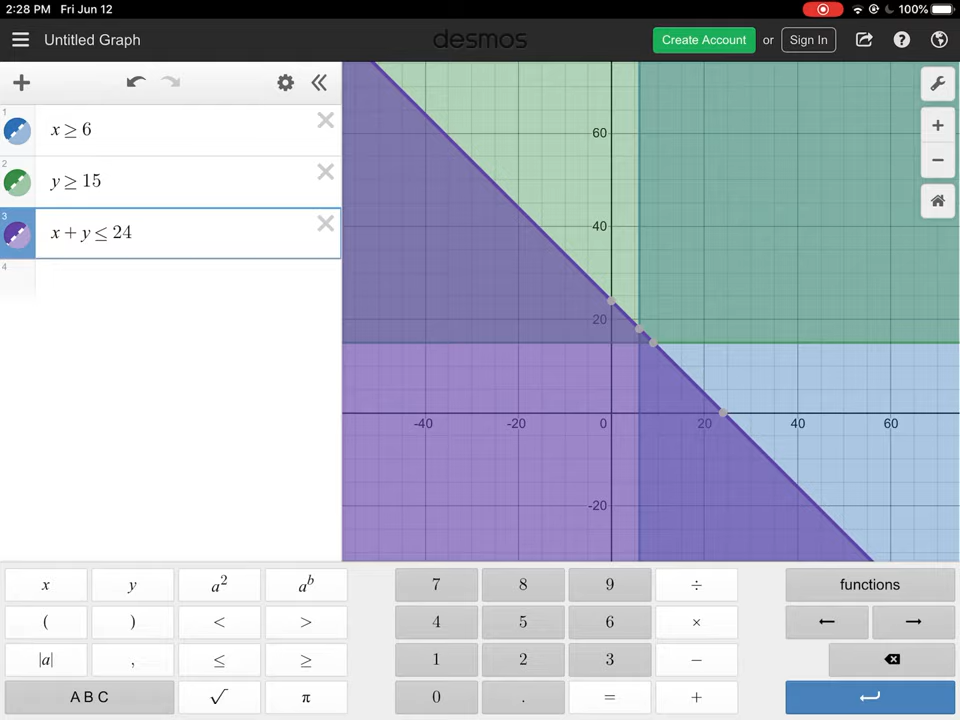 2:28 PM Fri Jun 12 100%
Untitled Graph desmos Create Account or Sign In
1
x ≥ 6
2
y ≥ 15
3
x + y ≤ 24
4
60
40
20
-40 -20 0 20 40 60
-20
x y a² aᵇ 7 8 9 ÷ functions
( ) < > 4 5 6 × ← →
|a| , ≤ ≥ 1 2 3 −
A B C √ π 0 . = +